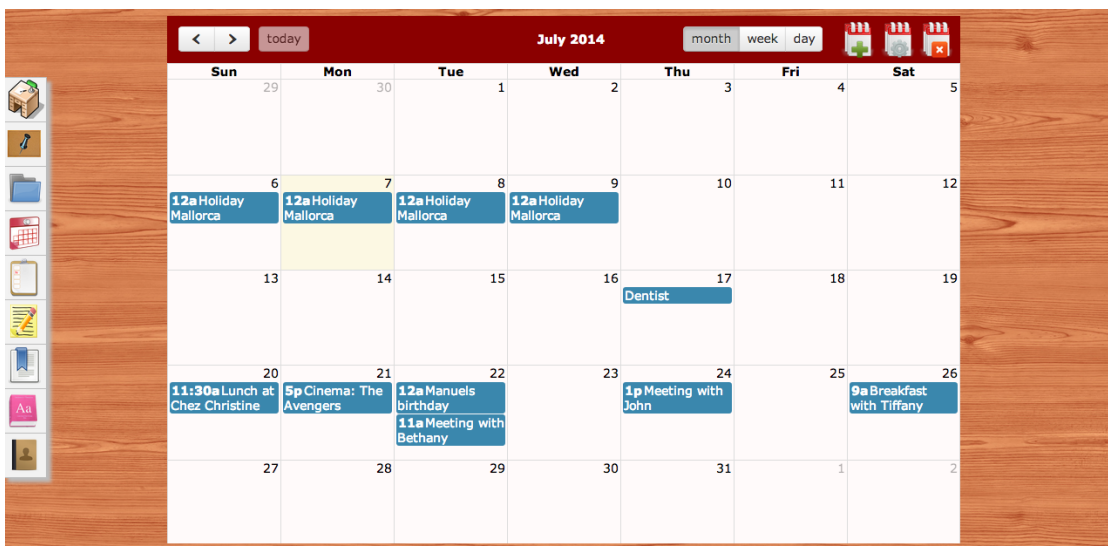 today
July 2014
month week day
Sun Mon Tue Wed Thu Fri Sat
29 30 1 2 3 4 5
6 7 8 9 10 11 12
12a Holiday Mallorca
12a Holiday Mallorca
12a Holiday Mallorca
12a Holiday Mallorca
13 14 15 16 17 18 19
Dentist
20 21 22 23 24 25 26
11:30a Lunch at
Chez Christine
5p Cinema: The
Avengers
12a Manuels
birthday
11a Meeting with
Bethany
1p Meeting with
John
9a Breakfast
with Tiffany
27 28 29 30 31 1 2
Aa